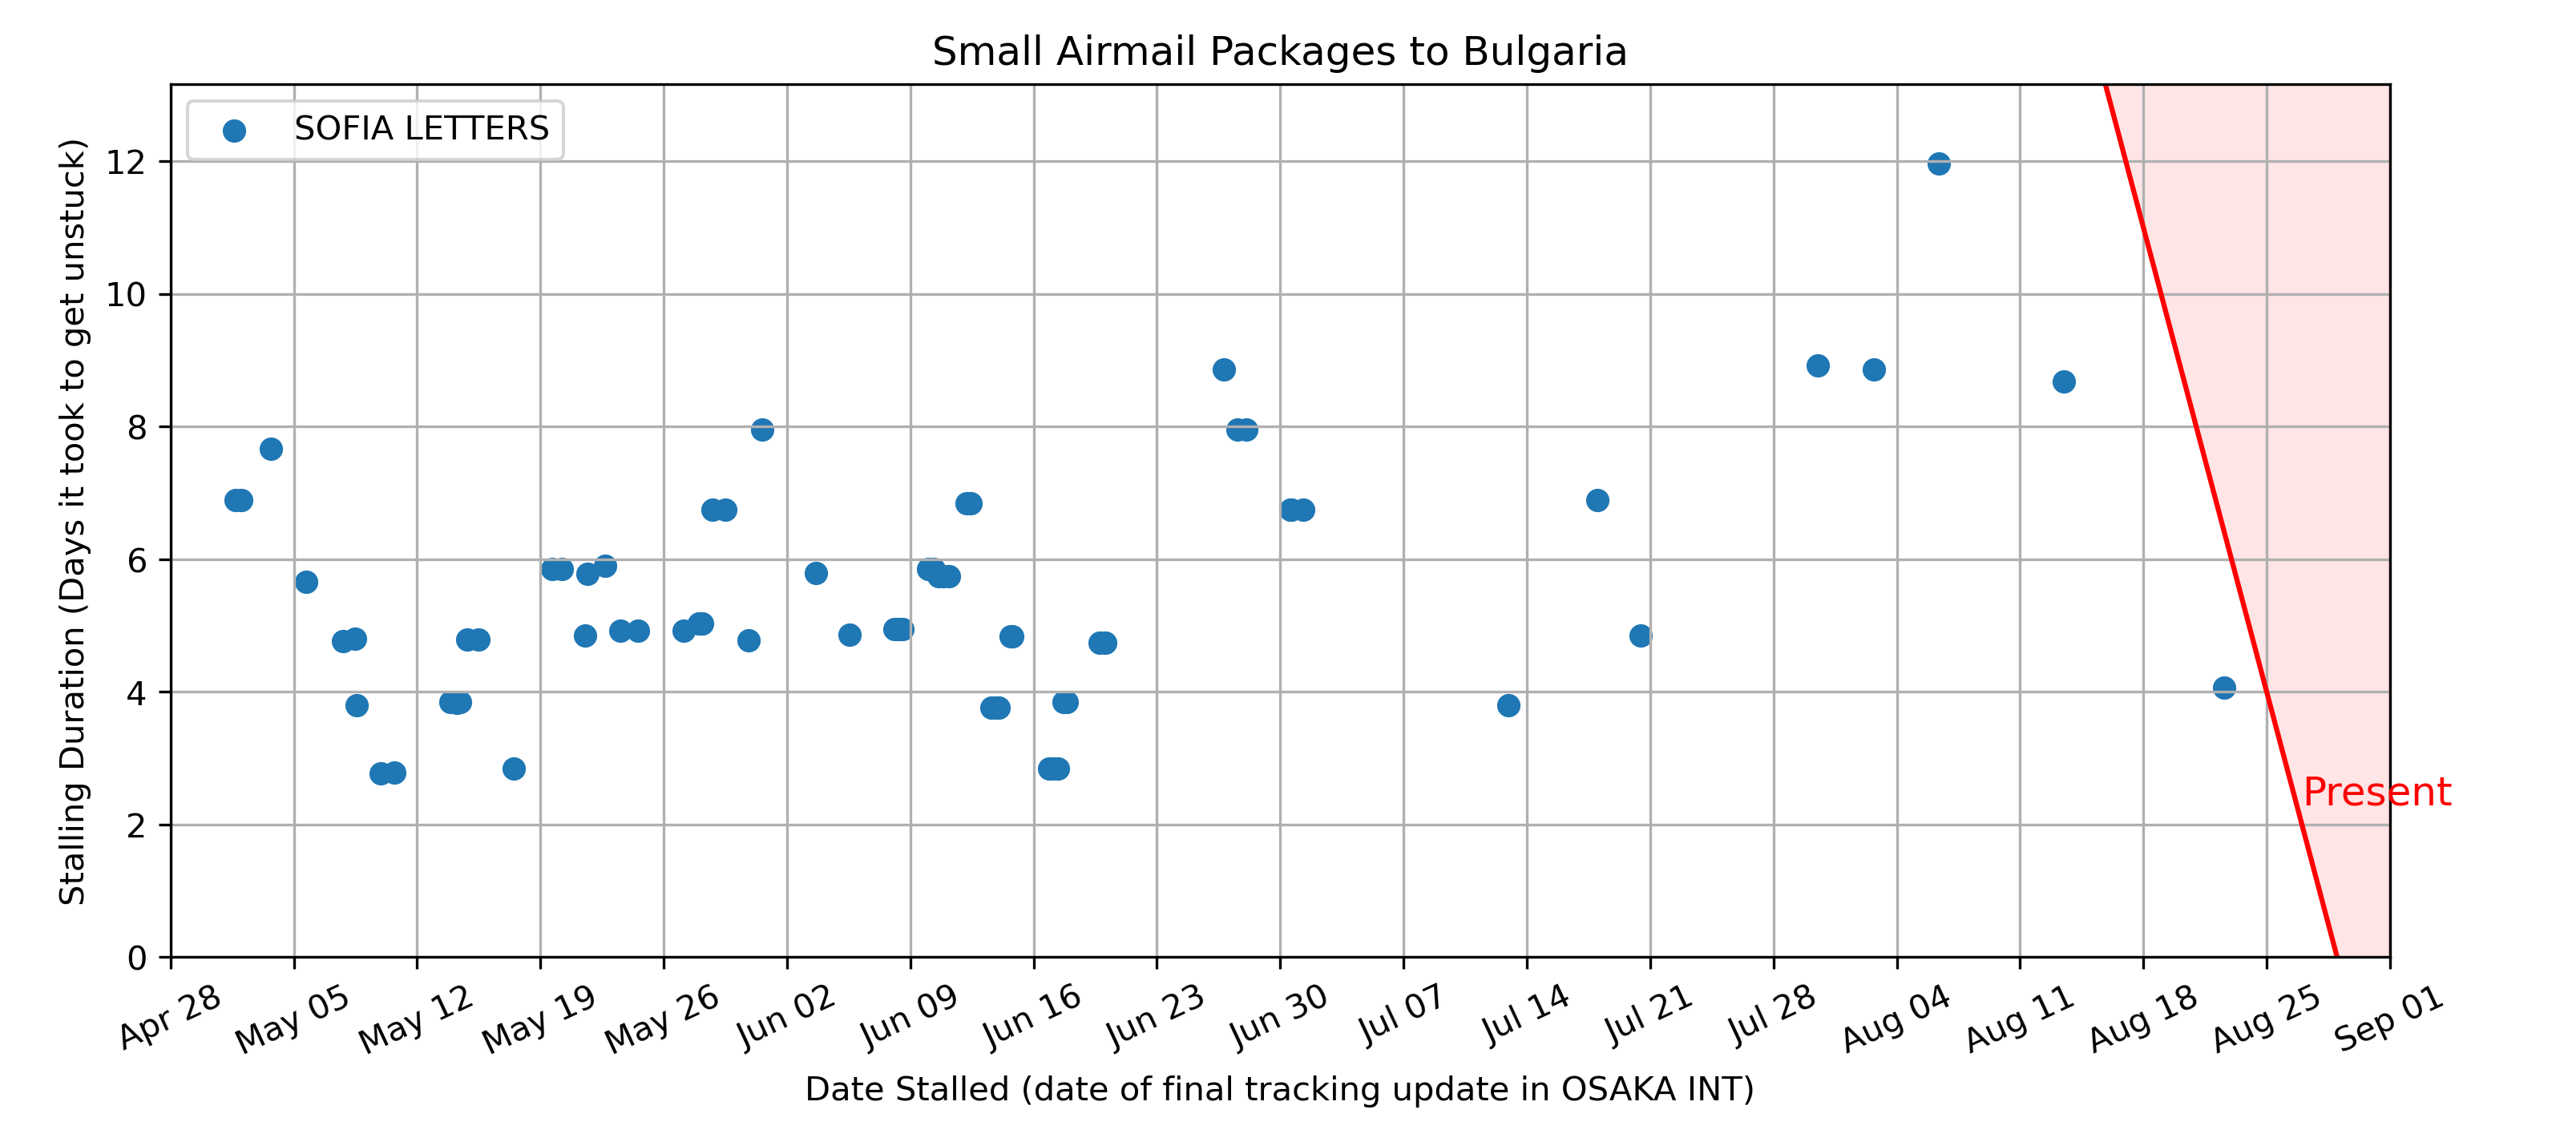 Small Airmail Packages to Bulgaria
SOFIA LETTERS
Stalling Duration (Days it took to get unstuck)
12
10
8
6
4
2
0
Present
Apr 28
May 05
May 12
May 19
May 26
Jun 02
Jun 09
Jun 16
Jun 23
Jun 30
Jul 07
Jul 14
Jul 21
Jul 28
Aug 04
Aug 11
Aug 18
Aug 25
Sep 01
Date Stalled (date of final tracking update in OSAKA INT)